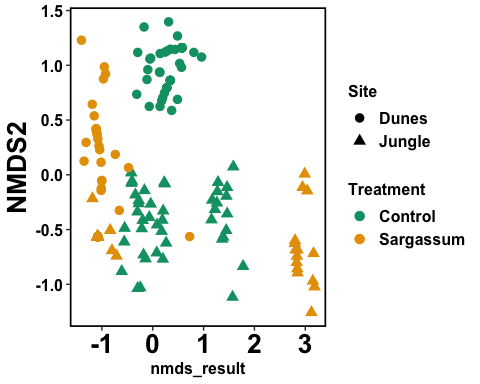 1.5
1.0
0.5
0.0
-0.5
-1.0
NMDS2
-1 0 1 2 3
nmds_result
Site
Dunes
Jungle
Treatment
Control
Sargassum